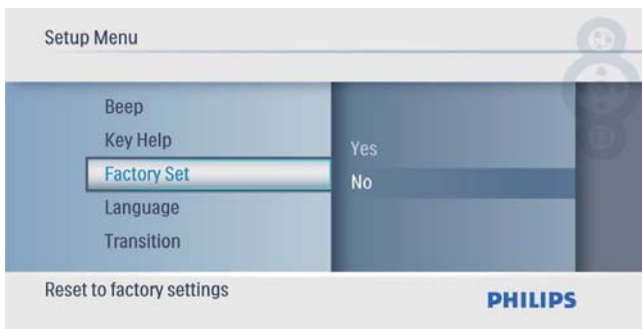 Setup Menu
Beep
Key Help
Factory Set
Language
Transition
Yes
No
Reset to factory settings
PHILIPS